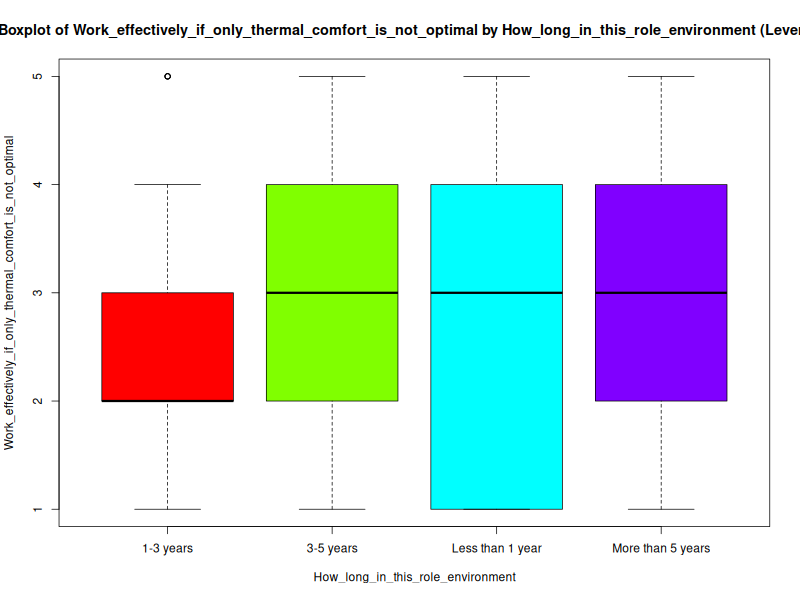 Boxplot of Work_effectively_if_only_thermal_comfort_is_not_optimal by How_long_in_this_role_environment (Lever
Work_effectively_if_only_thermal_comfort_is_not_optimal
5
4
3
2
1
1-3 years
3-5 years
Less than 1 year
More than 5 years
How_long_in_this_role_environment